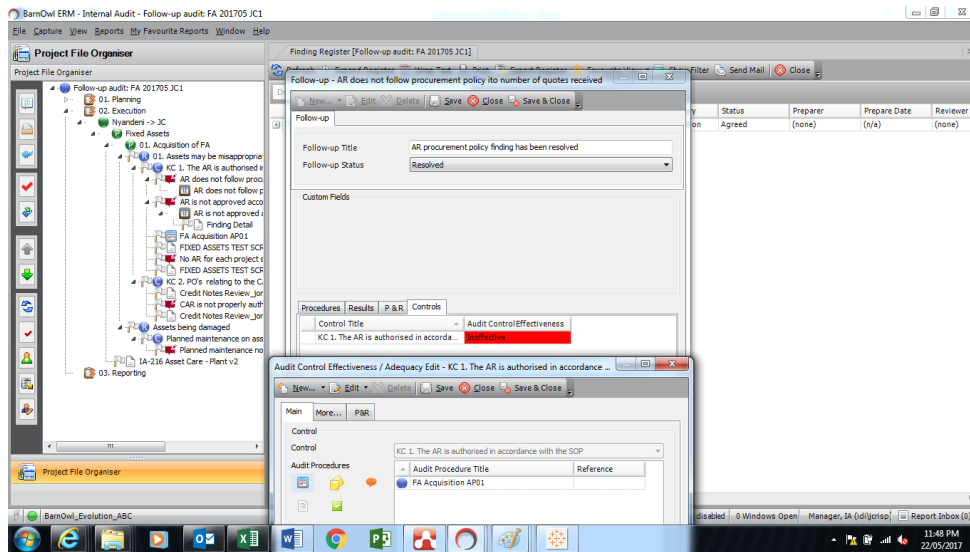 BarnOwl ERM - Internal Audit - Follow-up audit: FA 201705 JC1
File Capture View Reports My Favourite Reports Window Help
Project File Organiser
Project File Organiser
Follow-up audit: FA 201705 JC1
01. Planning
02. Execution
Nyandeni -> JC
Fixed Assets
01. Acquisition of FA
01. Assets may be misappropria
KC 1. The AR is authorised in
AR does not follow procu
AR does not follow p
AR is not approved acco
AR is not approved a
Finding Detail
FA Acquisition AP01
FIXED ASSETS TEST SCR
No AR for each project s
FIXED ASSETS TEST SCR
KC 2. PO's relating to the CA
Credit Notes Review_jor
CAR is not properly auth
Credit Notes Review_jor
Assets being damaged
Planned maintenance on ass
Planned maintenance no
IA-216 Asset Care - Plant v2
03. Reporting
Project File Organiser
Finding Register [Follow-up audit: FA 201705 JC1]
Filter Send Mail Close
Status Preparer Prepare Date Reviewer
on Agreed (none) (n/a) (none)
Follow-up - AR does not follow procurement policy ito number of quotes received
New... Edit Delete Save Close Save & Close
Follow-up
Follow-up Title AR procurement policy finding has been resolved
Follow-up Status Resolved
Custom Fields
Procedures Results P & R Controls
Control Title Audit Control Effectiveness
KC 1. The AR is authorised in accorda... Ineffective
Audit Control Effectiveness / Adequacy Edit - KC 1. The AR is authorised in accordance ...
New... Edit Delete Save Close Save & Close
Main More... P&R
Control
Control KC 1. The AR is authorised in accordance with the SOP
Audit Procedures Audit Procedure Title Reference
FA Acquisition AP01
BarnOwl_Evolution_ABC
disabled 0 Windows Open Manager, IA (idi\jcrisp) Report Inbox (0)
11:48 PM
22/05/2017